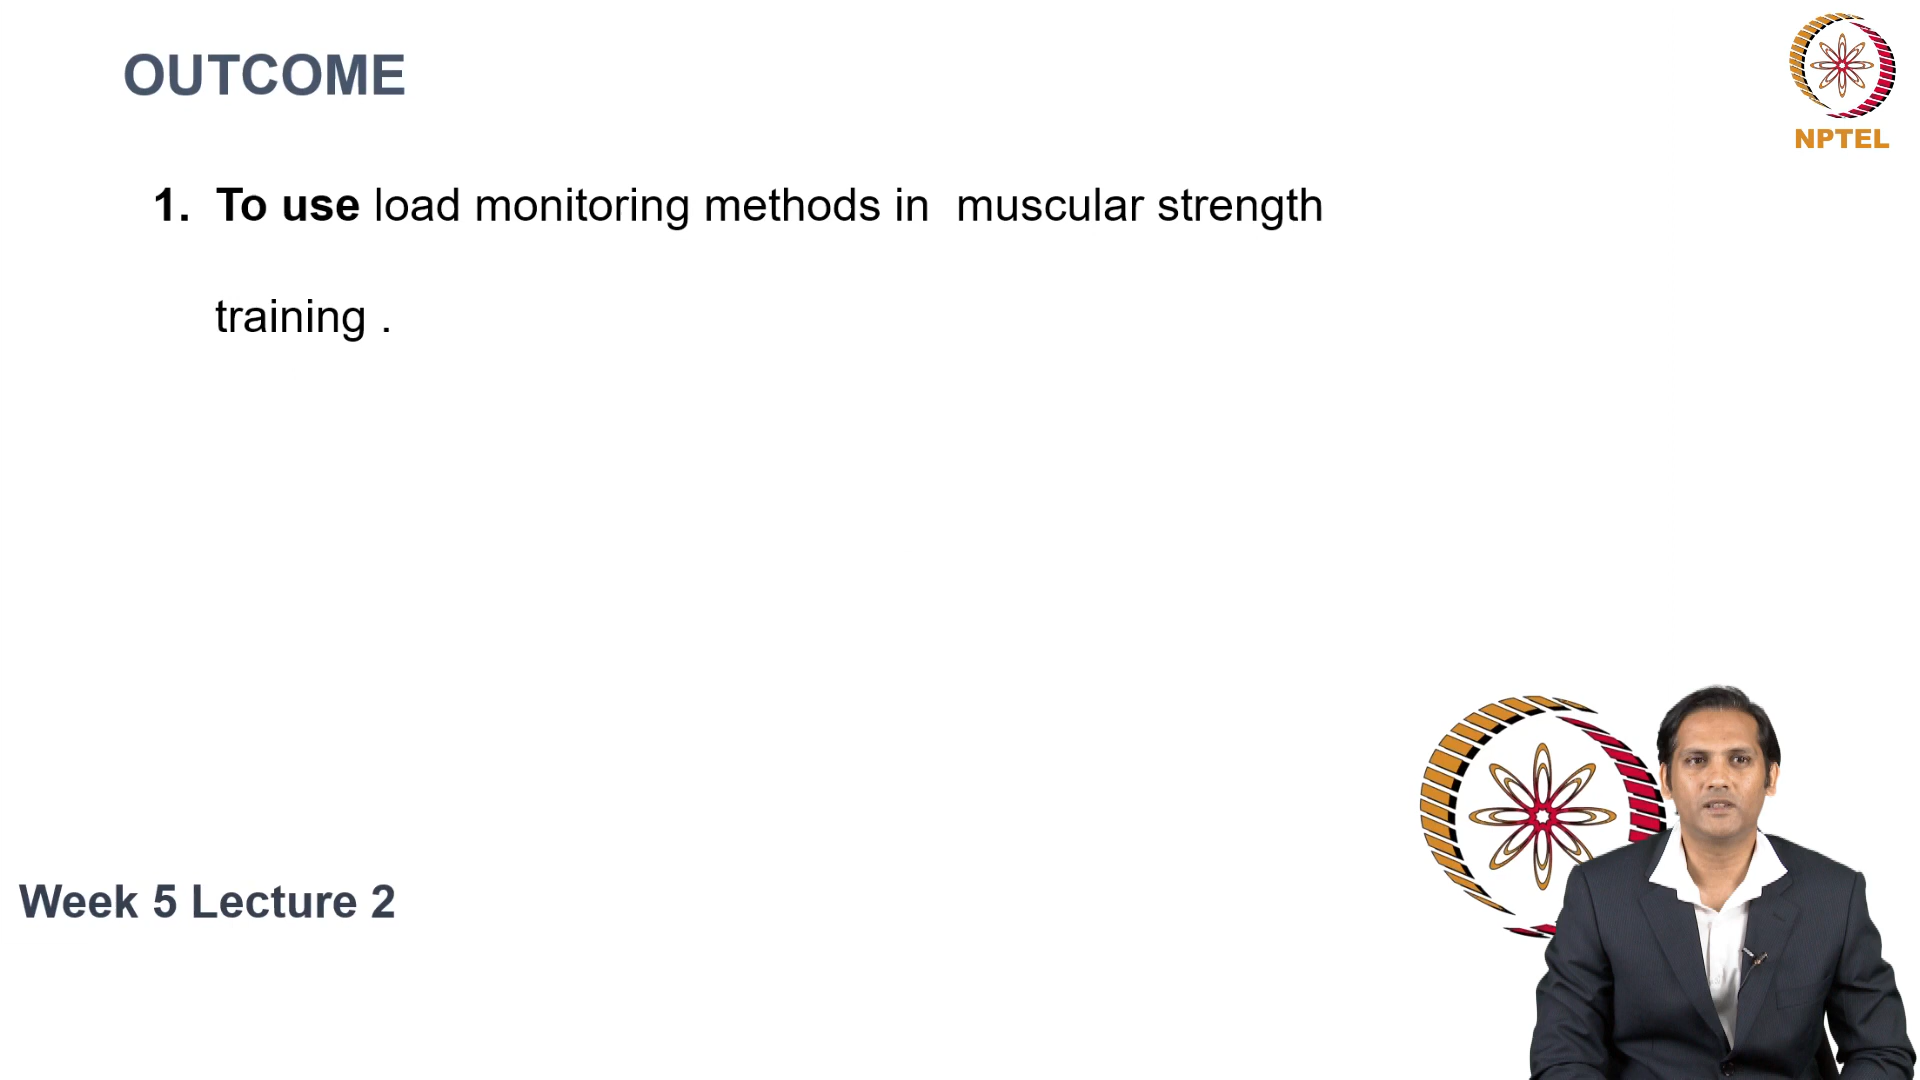 OUTCOME
NPTEL
1. To use load monitoring methods in muscular strength
training .
Week 5 Lecture 2